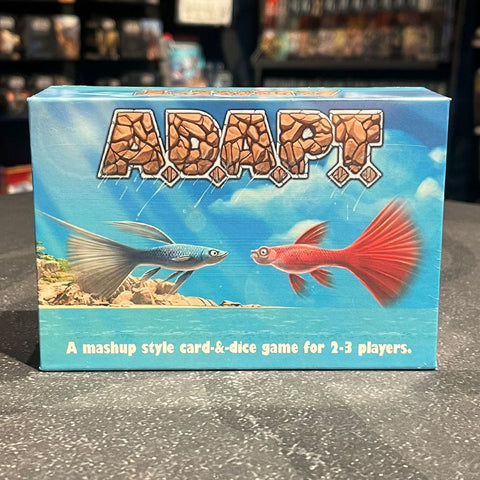 A.D.A.P.T.
A mashup style card-&-dice game for 2-3 players.